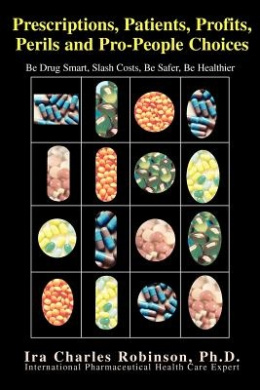 Prescriptions, Patients, Profits,
Perils and Pro-People Choices
Be Drug Smart, Slash Costs, Be Safer, Be Healthier
Ira Charles Robinson, Ph.D.
International Pharmaceutical Health Care Expert